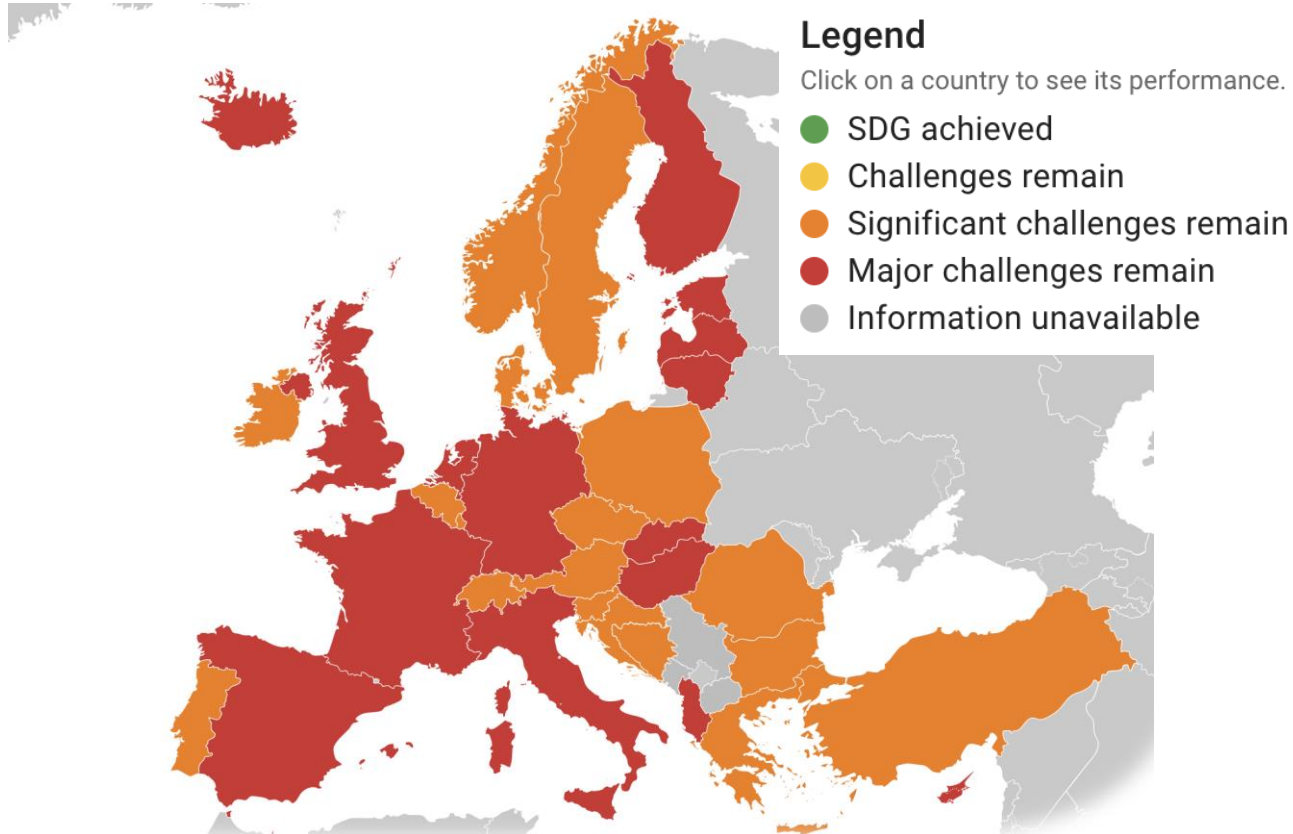 Legend
Click on a country to see its performance.
SDG achieved
Challenges remain
Significant challenges remain
Major challenges remain
Information unavailable